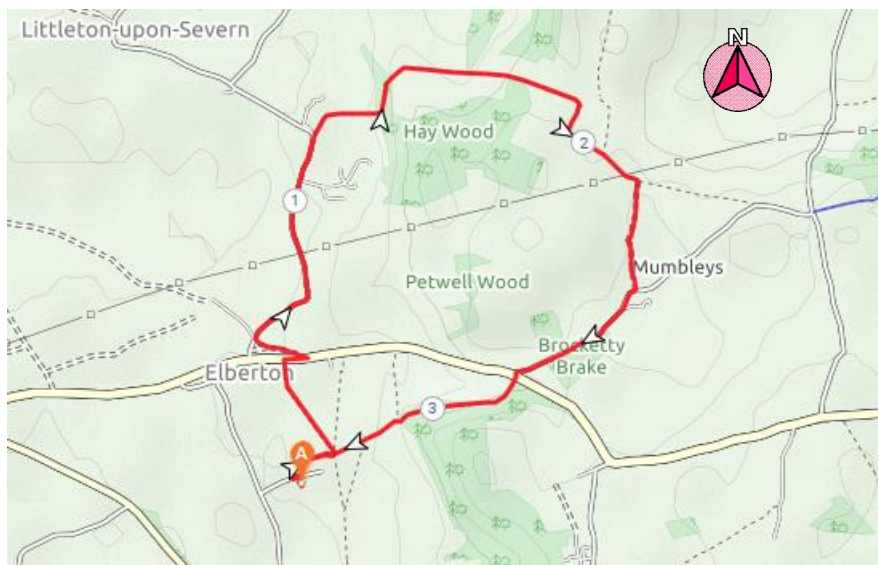 Littleton-upon-Severn
N
Hay Wood
2
1
Mumbleys
Petwell Wood
Brocketty
Brake
Elberton
3
A